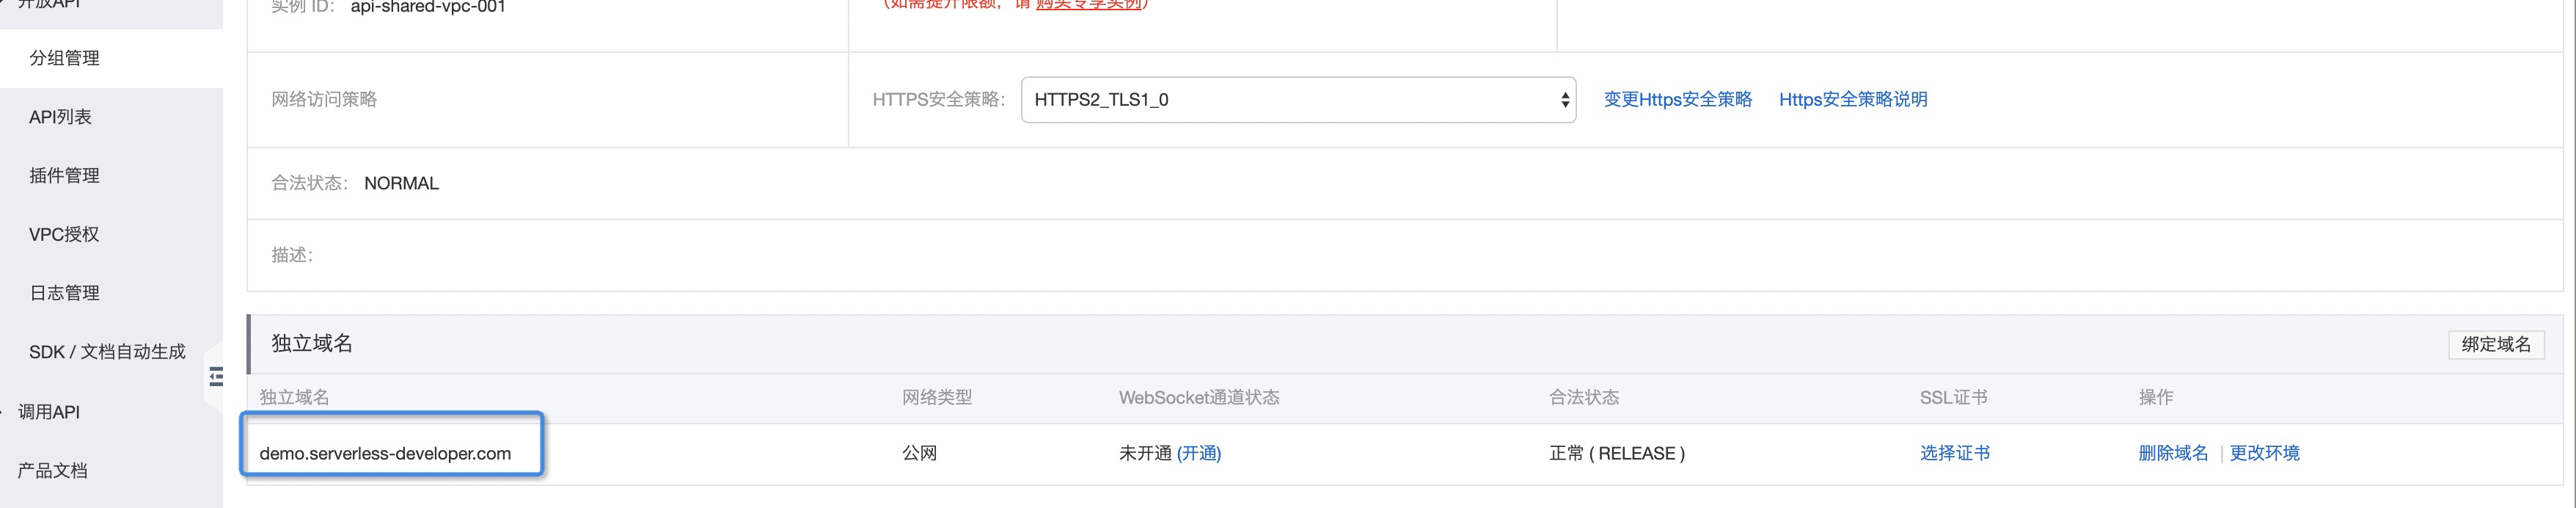 开放API
分组管理
API列表
插件管理
VPC授权
日志管理
SDK / 文档自动生成
调用API
产品文档
实例 ID： api-shared-vpc-001
（如需提升限额，请 购买专享实例）
网络访问策略
HTTPS安全策略： HTTPS2_TLS1_0 变更Https安全策略 Https安全策略说明
合法状态： NORMAL
描述：
独立域名 绑定域名
独立域名 网络类型 WebSocket通道状态 合法状态 SSL证书 操作
demo.serverless-developer.com 公网 未开通 (开通) 正常 ( RELEASE ) 选择证书 删除域名 | 更改环境